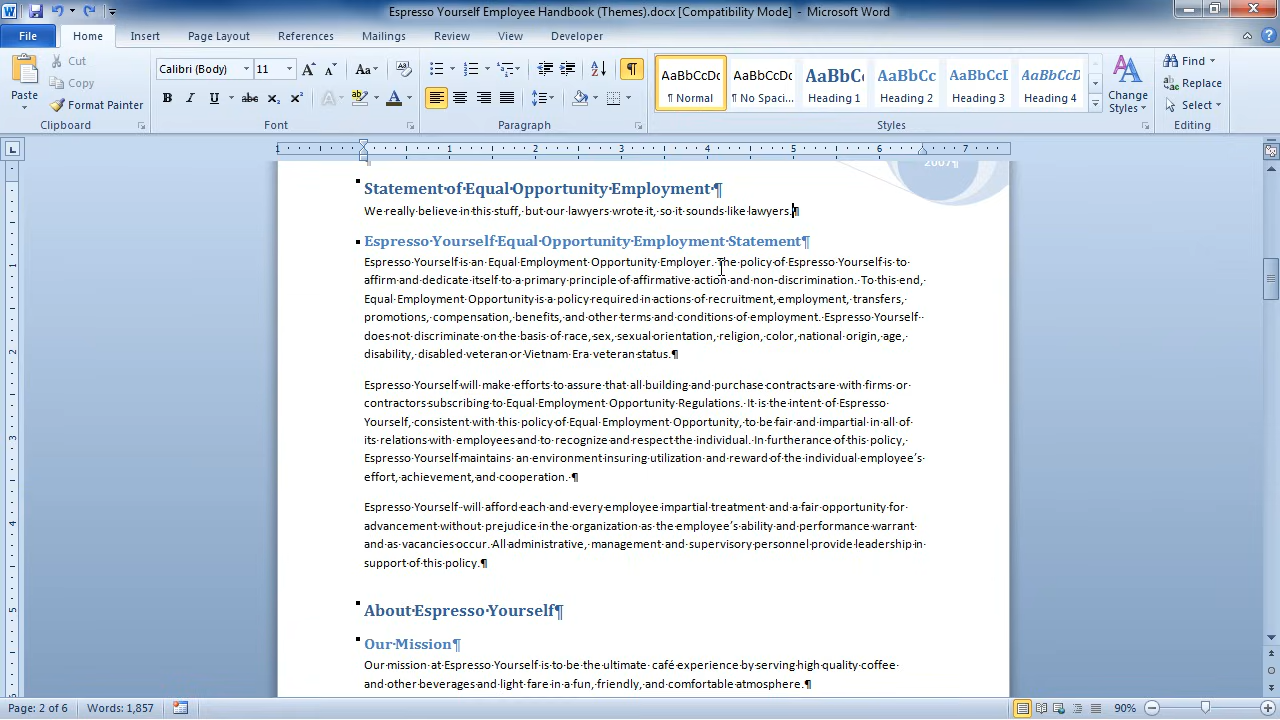 Espresso Yourself Employee Handbook (Themes).docx [Compatibility Mode] - Microsoft Word
File Home Insert Page Layout References Mailings Review View Developer
Paste
Cut
Copy
Format Painter
Clipboard
Calibri (Body) 11
Font
Paragraph
AaBbCcDc AaBbCcDc AaBbCc AaBbCc AaBbCcI AaBbCcD
¶ Normal ¶ No Spaci... Heading 1 Heading 2 Heading 3 Heading 4
Styles
Change Styles
Find
Replace
Select
Editing
1 1 2 3 4 5 6 7
2007¶
Statement of Equal Opportunity Employment ¶
We really believe in this stuff, but our lawyers wrote it, so it sounds like lawyers.¶
Espresso Yourself Equal Opportunity Employment Statement¶
Espresso Yourself is an Equal Employment Opportunity Employer. The policy of Espresso Yourself is to
affirm and dedicate itself to a primary principle of affirmative action and non-discrimination. To this end,
Equal Employment Opportunity is a policy required in actions of recruitment, employment, transfers,
promotions, compensation, benefits, and other terms and conditions of employment. Espresso Yourself
does not discriminate on the basis of race, sex, sexual orientation, religion, color, national origin, age,
disability, disabled veteran or Vietnam Era veteran status.¶
Espresso Yourself will make efforts to assure that all building and purchase contracts are with firms or
contractors subscribing to Equal Employment Opportunity Regulations. It is the intent of Espresso
Yourself, consistent with this policy of Equal Employment Opportunity, to be fair and impartial in all of
its relations with employees and to recognize and respect the individual. In furtherance of this policy,
Espresso Yourself maintains an environment insuring utilization and reward of the individual employee's
effort, achievement, and cooperation. ¶
Espresso Yourself will afford each and every employee impartial treatment and a fair opportunity for
advancement without prejudice in the organization as the employee's ability and performance warrant
and as vacancies occur. All administrative, management and supervisory personnel provide leadership in
support of this policy.¶
About Espresso Yourself¶
Our Mission¶
Our mission at Espresso Yourself is to be the ultimate café experience by serving high quality coffee
and other beverages and light fare in a fun, friendly, and comfortable atmosphere.¶
Page: 2 of 6 Words: 1,857 90%